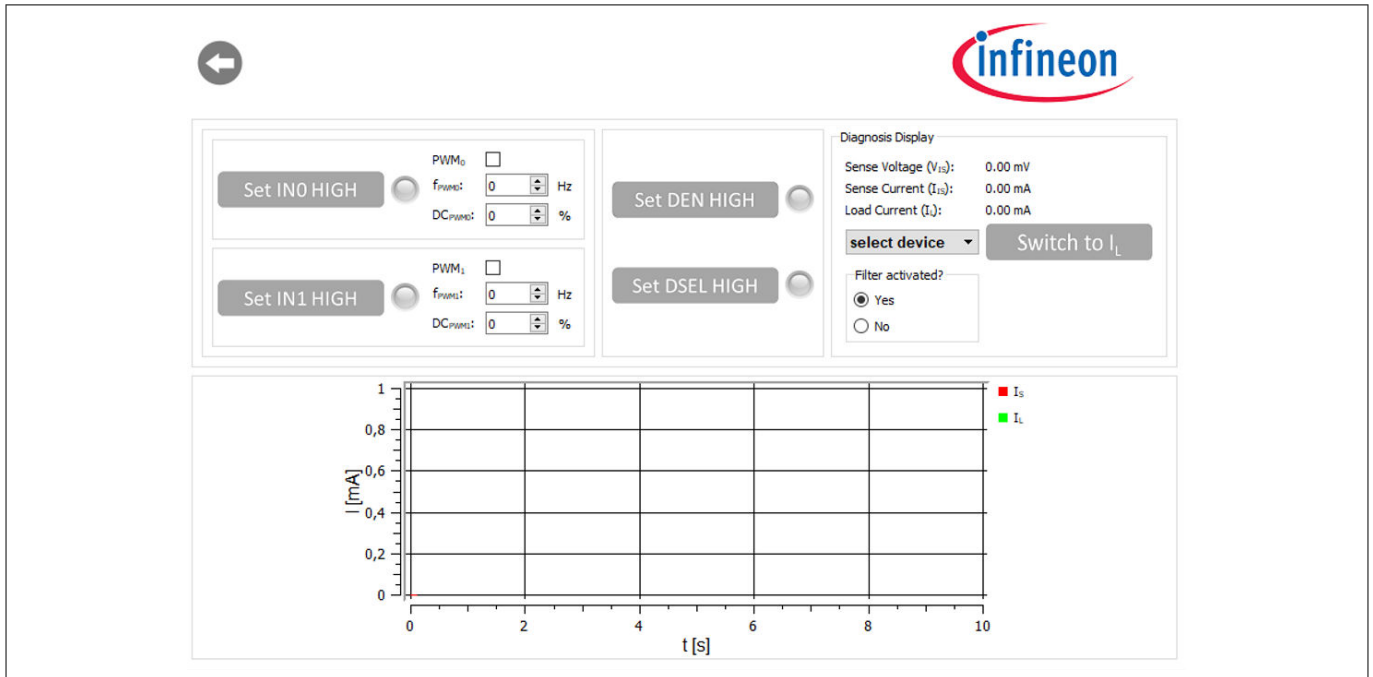 infineon
PWM₀
Set IN0 HIGH
fPWM0: 0 Hz
DCPWM0: 0 %
PWM₁
Set IN1 HIGH
fPWM1: 0 Hz
DCPWM1: 0 %
Set DEN HIGH
Set DSEL HIGH
Diagnosis Display
Sense Voltage (VIS): 0.00 mV
Sense Current (IIS): 0.00 mA
Load Current (IL): 0.00 mA
select device Switch to IL
Filter activated?
Yes
No
1
0,8
0,6
0,4
0,2
0
I [mA]
0 2 4 6 8 10
t [s]
IS
IL